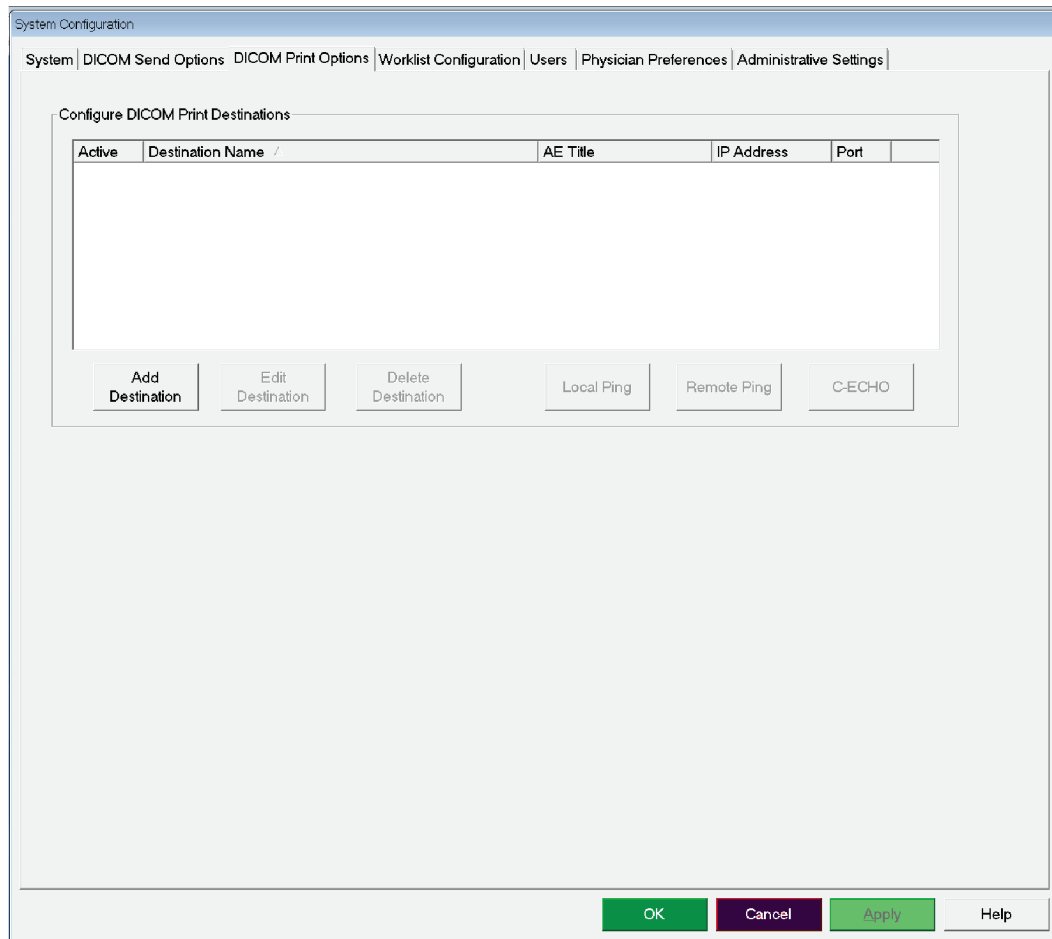 System Configuration
System DICOM Send Options DICOM Print Options Worklist Configuration Users Physician Preferences Administrative Settings
Configure DICOM Print Destinations
Active Destination Name AE Title IP Address Port
Add Destination Edit Destination Delete Destination Local Ping Remote Ping C-ECHO
OK Cancel Apply Help